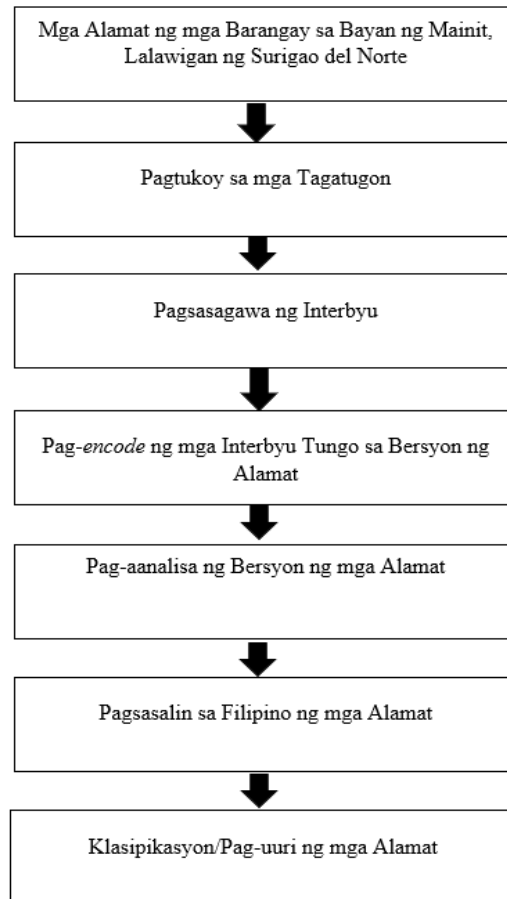 Mga Alamat ng mga Barangay sa Bayan ng Mainit,
Lalawigan ng Surigao del Norte
Pagtukoy sa mga Tagatugon
Pagsasagawa ng Interbyu
Pag-encode ng mga Interbyu Tungo sa Bersyon ng
Alamat
Pag-aanalisa ng Bersyon ng mga Alamat
Pagsasalin sa Filipino ng mga Alamat
Klasipikasyon/Pag-uuri ng mga Alamat